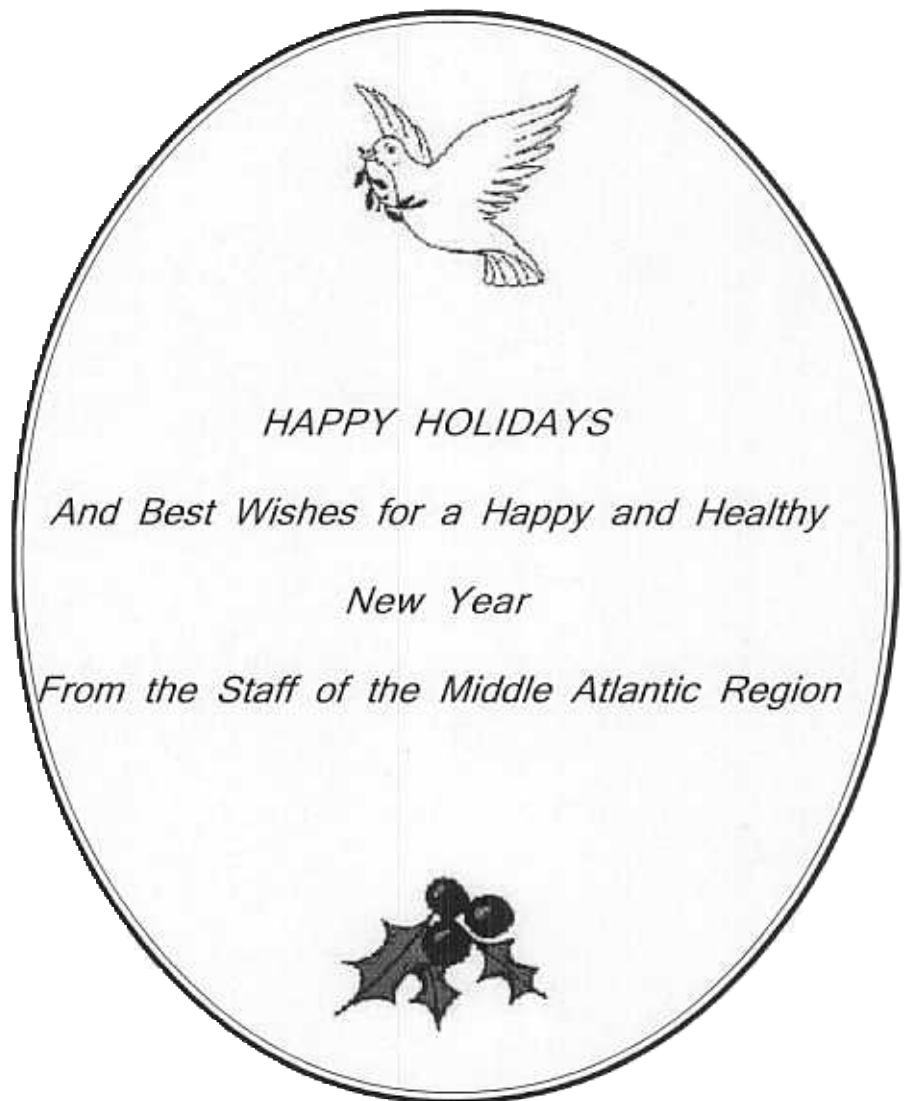 HAPPY HOLIDAYS
And Best Wishes for a Happy and Healthy
New Year
From the Staff of the Middle Atlantic Region